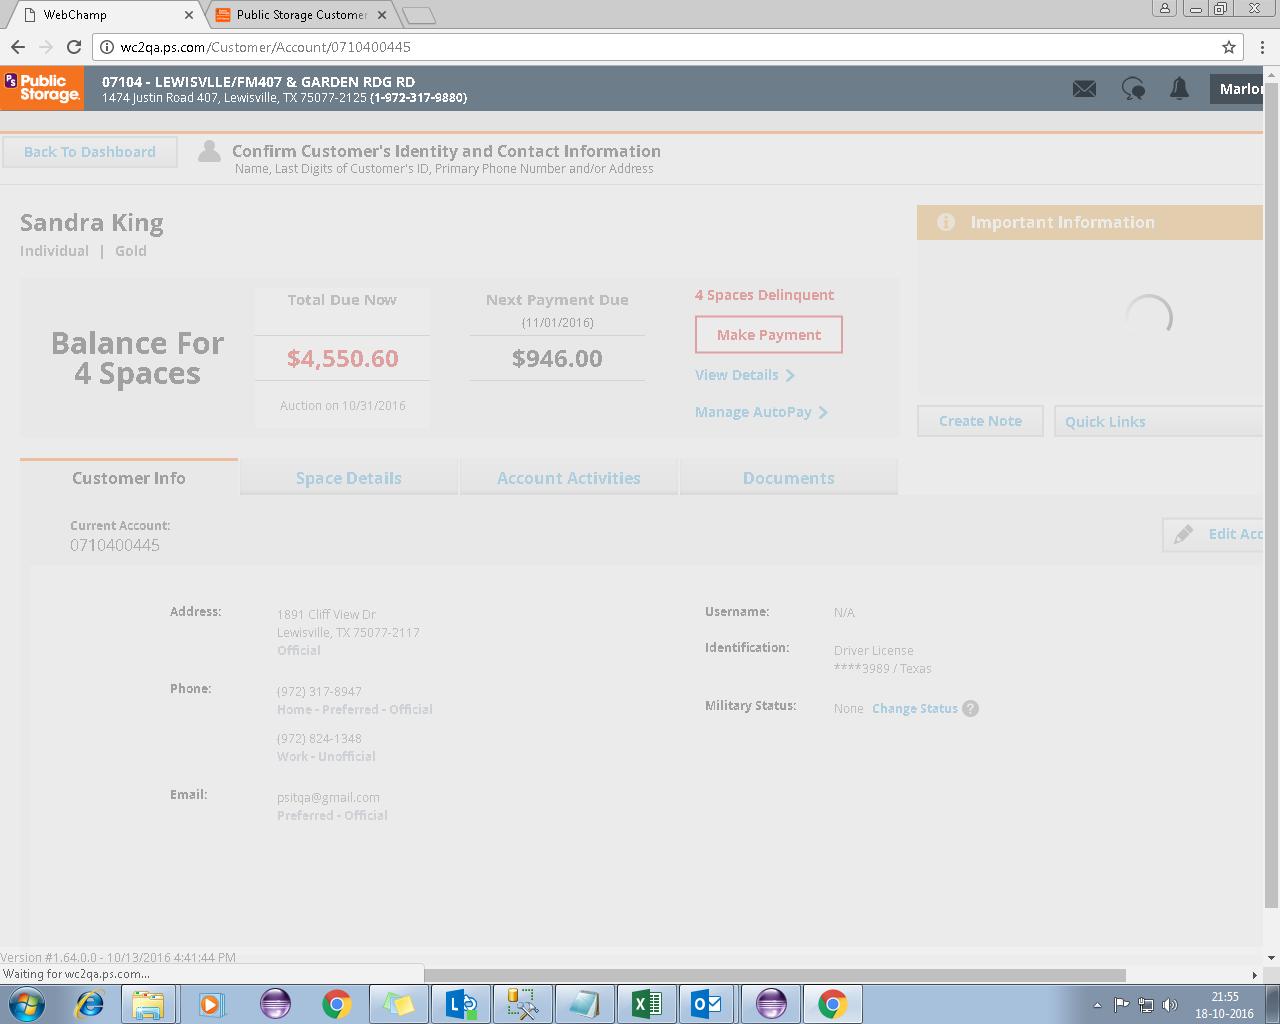 WebChamp
Public Storage Customer
wc2qa.ps.com/Customer/Account/0710400445
PS Public Storage.
07104 - LEWISVLLE/FM407 & GARDEN RDG RD
1474 Justin Road 407, Lewisville, TX 75077-2125 (1-972-317-9880)
Marlo
Back To Dashboard
Confirm Customer's Identity and Contact Information
Name, Last Digits of Customer's ID, Primary Phone Number and/or Address
Sandra King
Individual | Gold
Important Information
Balance For
4 Spaces
Total Due Now
$4,550.60
Auction on 10/31/2016
Next Payment Due
(11/01/2016)
$946.00
4 Spaces Delinquent
Make Payment
View Details
Manage AutoPay
Create Note
Quick Links
Customer Info
Space Details
Account Activities
Documents
Current Account:
0710400445
Edit Acc
Address:
1891 Cliff View Dr
Lewisville, TX 75077-2117
Official
Phone:
(972) 317-8947
Home - Preferred - Official
(972) 824-1348
Work - Unofficial
Email:
psitqa@gmail.com
Preferred - Official
Username:
N/A
Identification:
Driver License
****3989 / Texas
Military Status:
None Change Status ?
Version #1.64.0.0 - 10/13/2016 4:41:44 PM
Waiting for wc2qa.ps.com...
21:55
18-10-2016